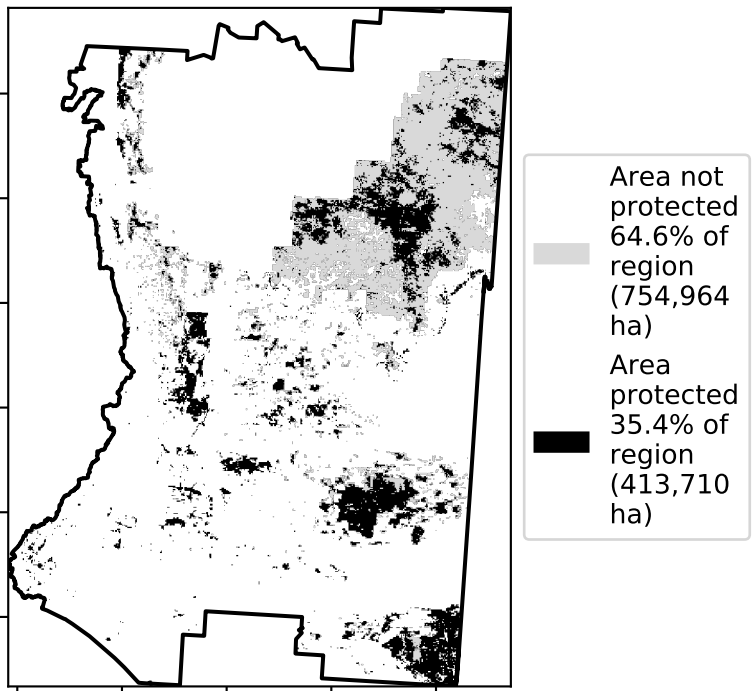 Area not
protected
64.6% of
region
(754,964
ha)
Area
protected
35.4% of
region
(413,710
ha)